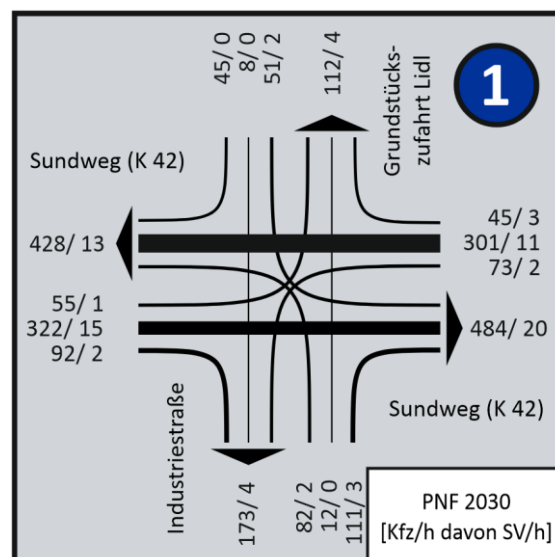 45/ 0
8/ 0
51/ 2
112/ 4
Grundstücks-
zufahrt Lidl
1
Sundweg (K 42)
428/ 13
45/ 3
301/ 11
73/ 2
55/ 1
322/ 15
92/ 2
484/ 20
Sundweg (K 42)
Industriestraße
173/ 4
82/ 2
12/ 0
111/ 3
PNF 2030
[Kfz/h davon SV/h]